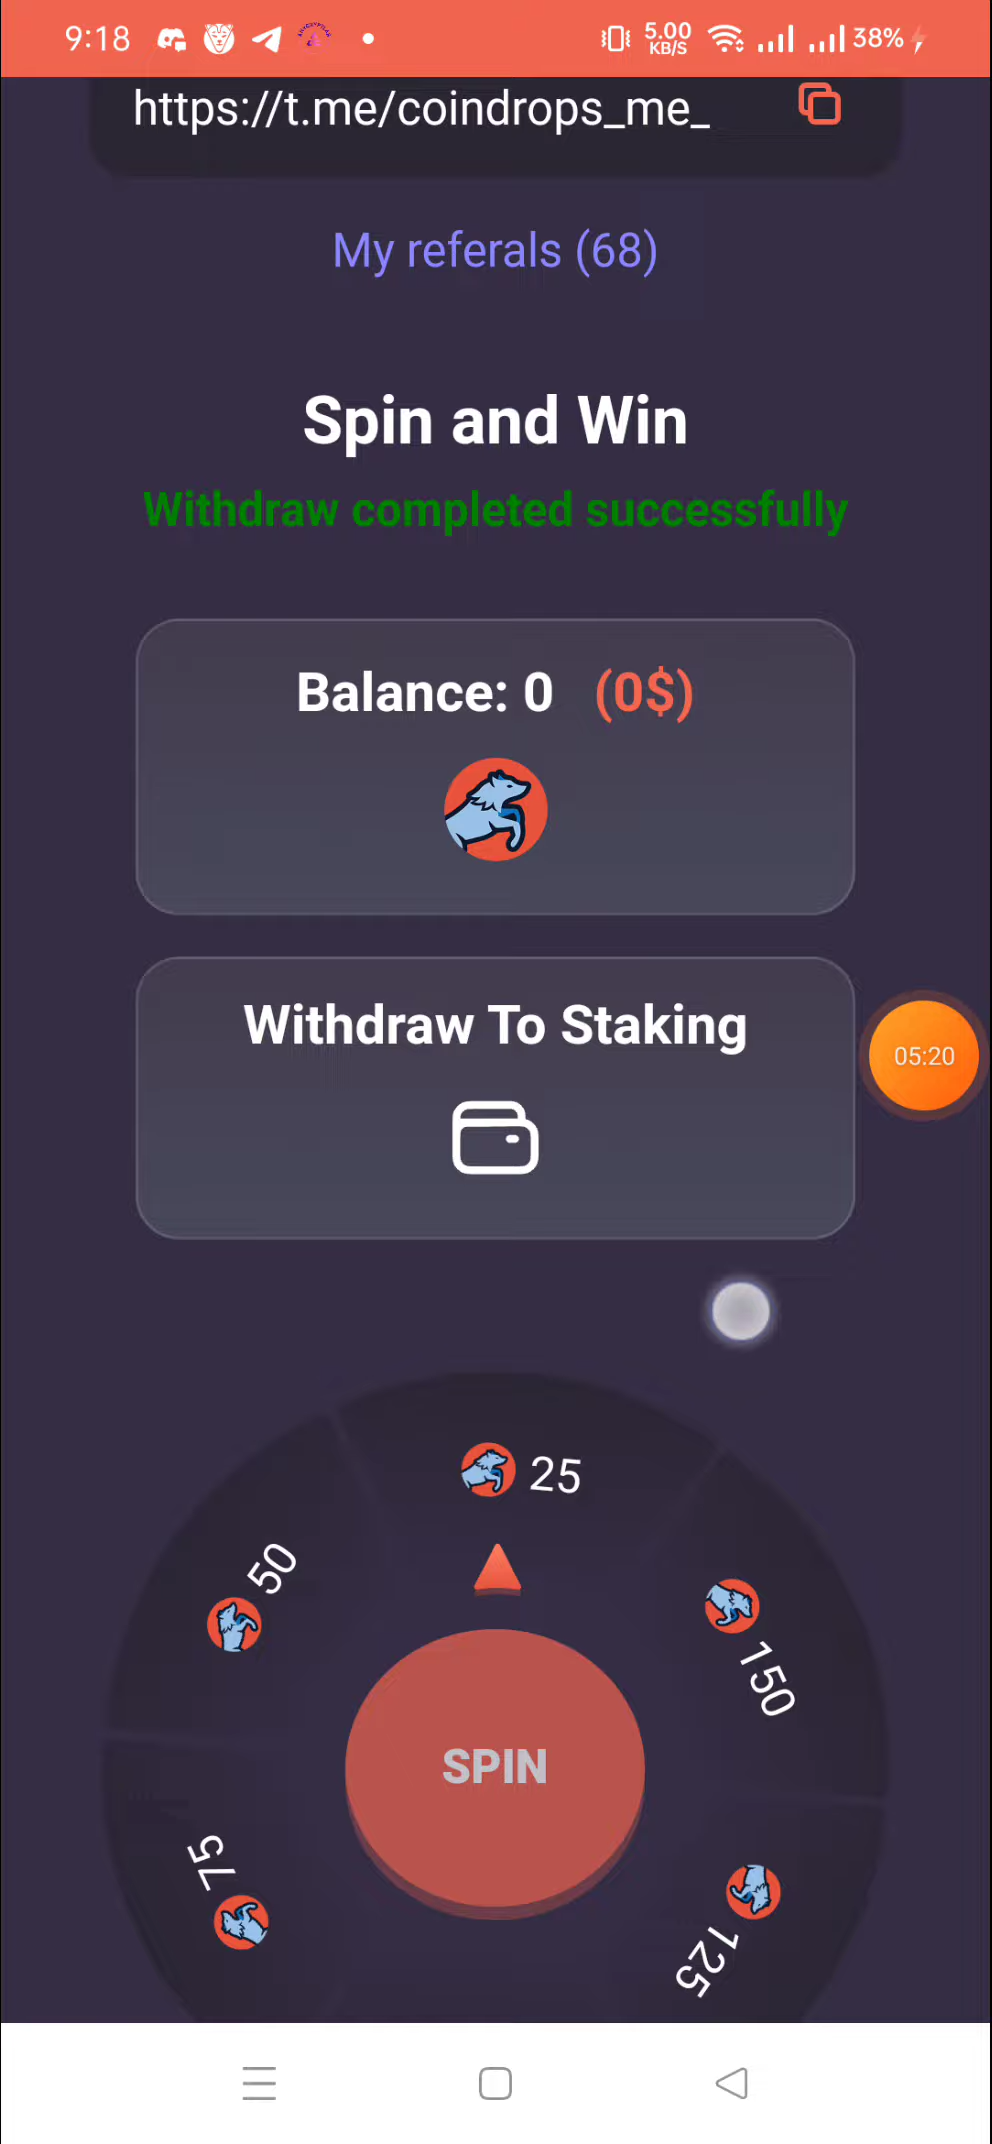 9:18 5.00 KB/S 38%
https://t.me/coindrops_me_
My referals (68)
Spin and Win
Withdraw completed successfully
Balance: 0 (0$)
Withdraw To Staking
05:20
25
50
150
SPIN
75
125